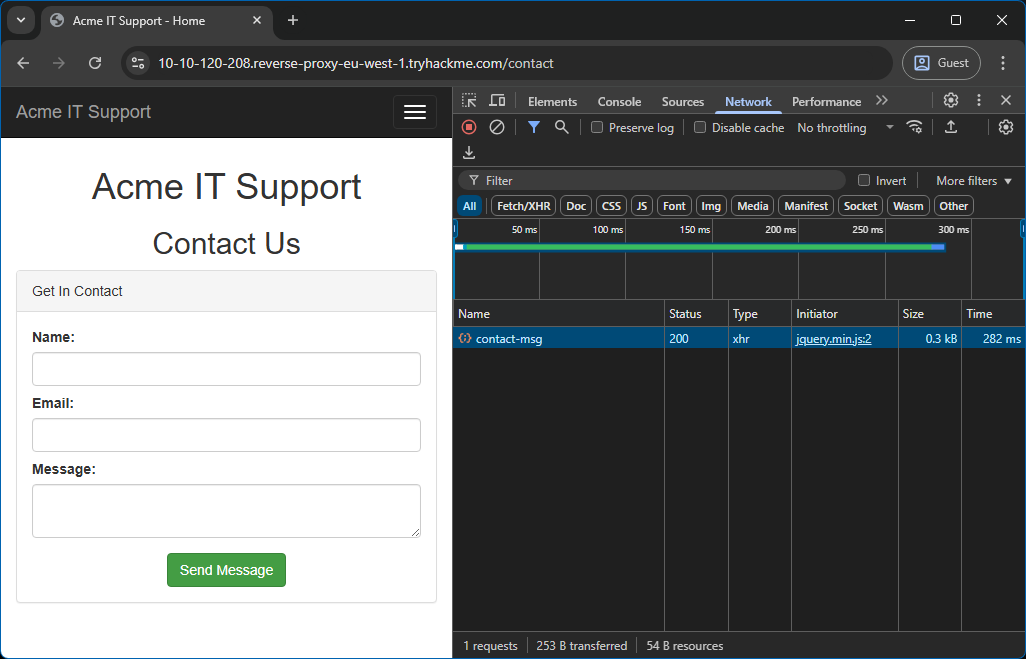 Acme IT Support - Home
10-10-120-208.reverse-proxy-eu-west-1.tryhackme.com/contact
Guest
Acme IT Support
Acme IT Support
Contact Us
Get In Contact
Name:
Email:
Message:
Send Message
Elements Console Sources Network Performance
Preserve log Disable cache No throttling
Filter Invert More filters
All Fetch/XHR Doc CSS JS Font Img Media Manifest Socket Wasm Other
50 ms 100 ms 150 ms 200 ms 250 ms 300 ms
Name Status Type Initiator Size Time
contact-msg 200 xhr jquery.min.js:2 0.3 kB 282 ms
1 requests 253 B transferred 54 B resources